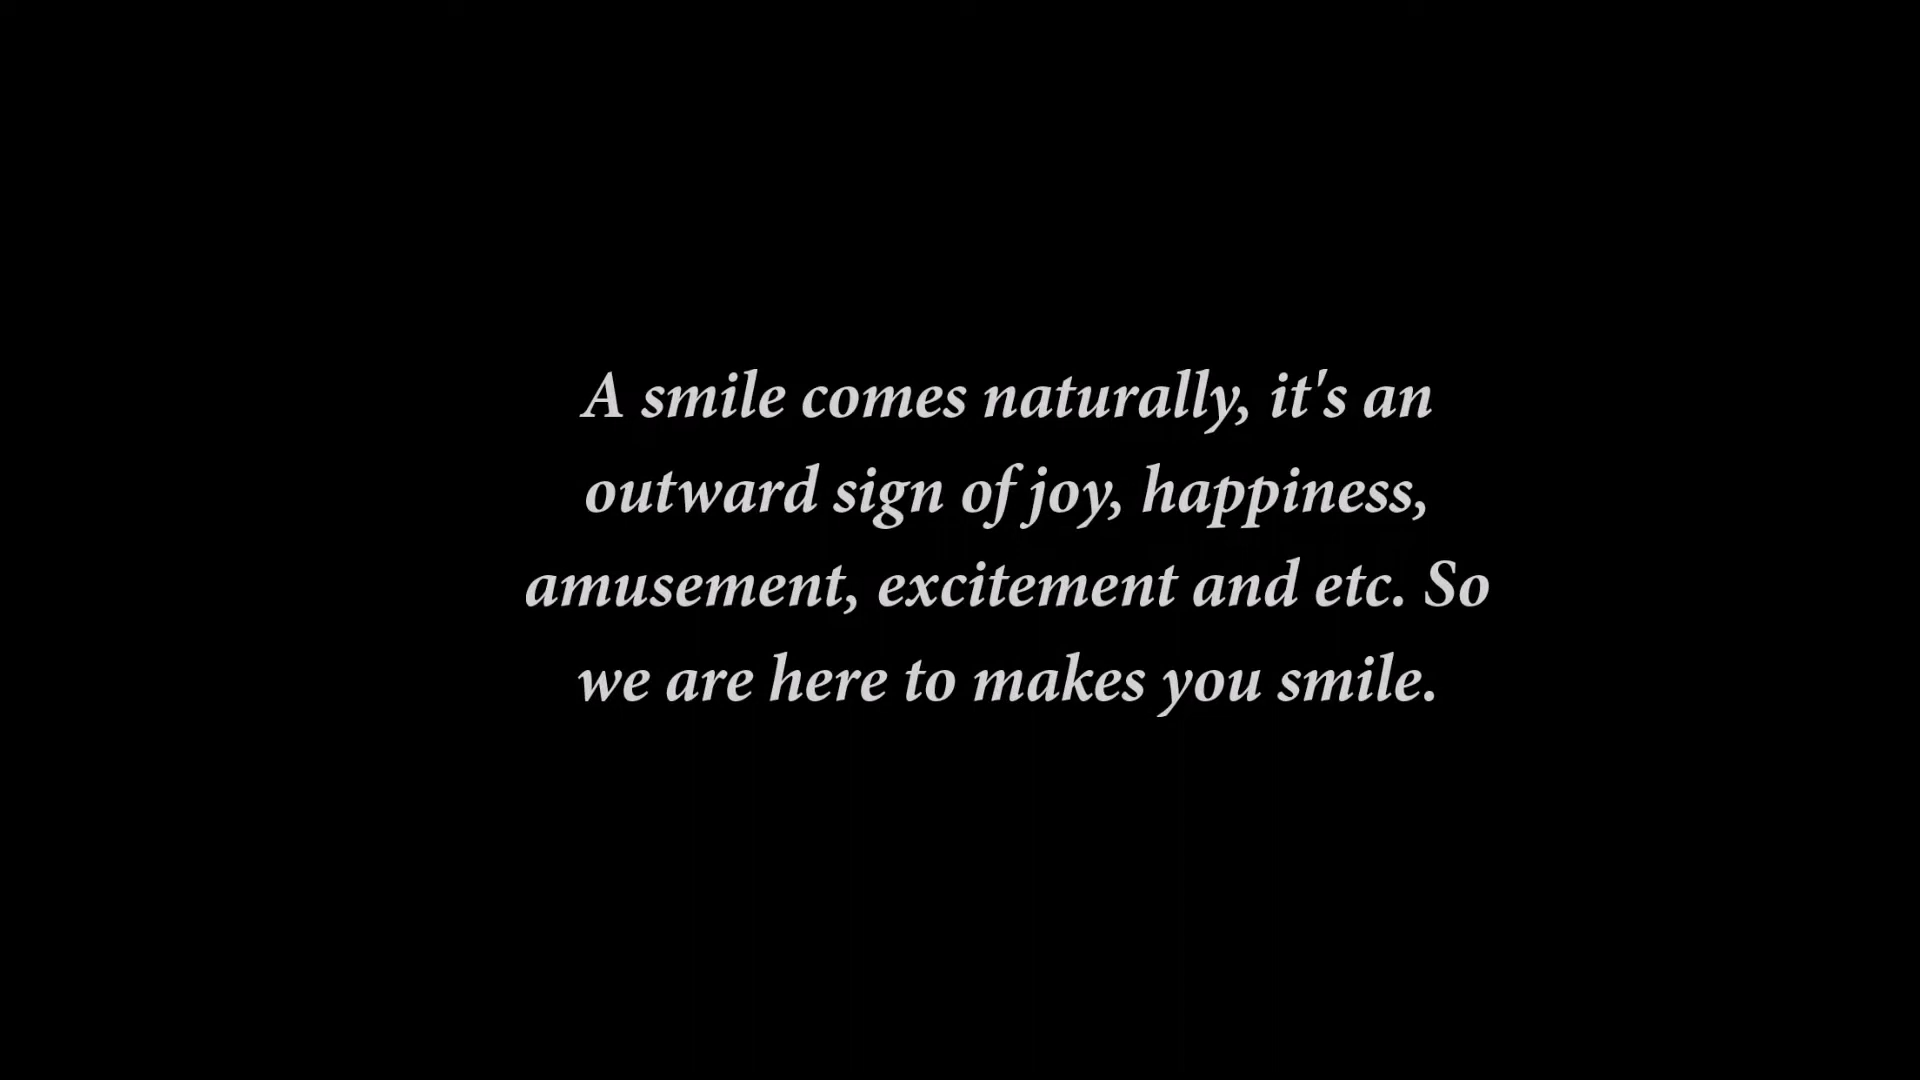 A smile comes naturally, it's an
outward sign of joy, happiness,
amusement, excitement and etc. So
we are here to makes you smile.